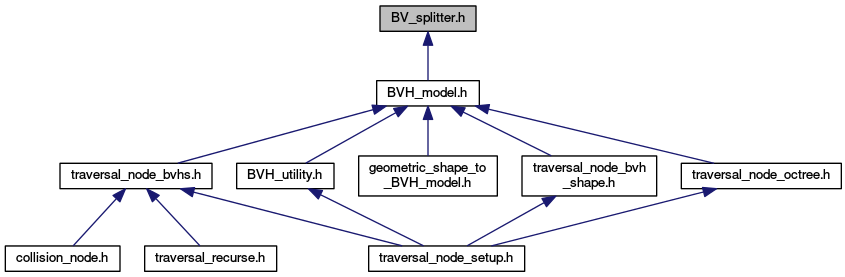 BV_splitter.h
BVH_model.h
traversal_node_bvhs.h
BVH_utility.h
geometric_shape_to
_BVH_model.h
traversal_node_bvh
_shape.h
traversal_node_octree.h
collision_node.h
traversal_recurse.h
traversal_node_setup.h